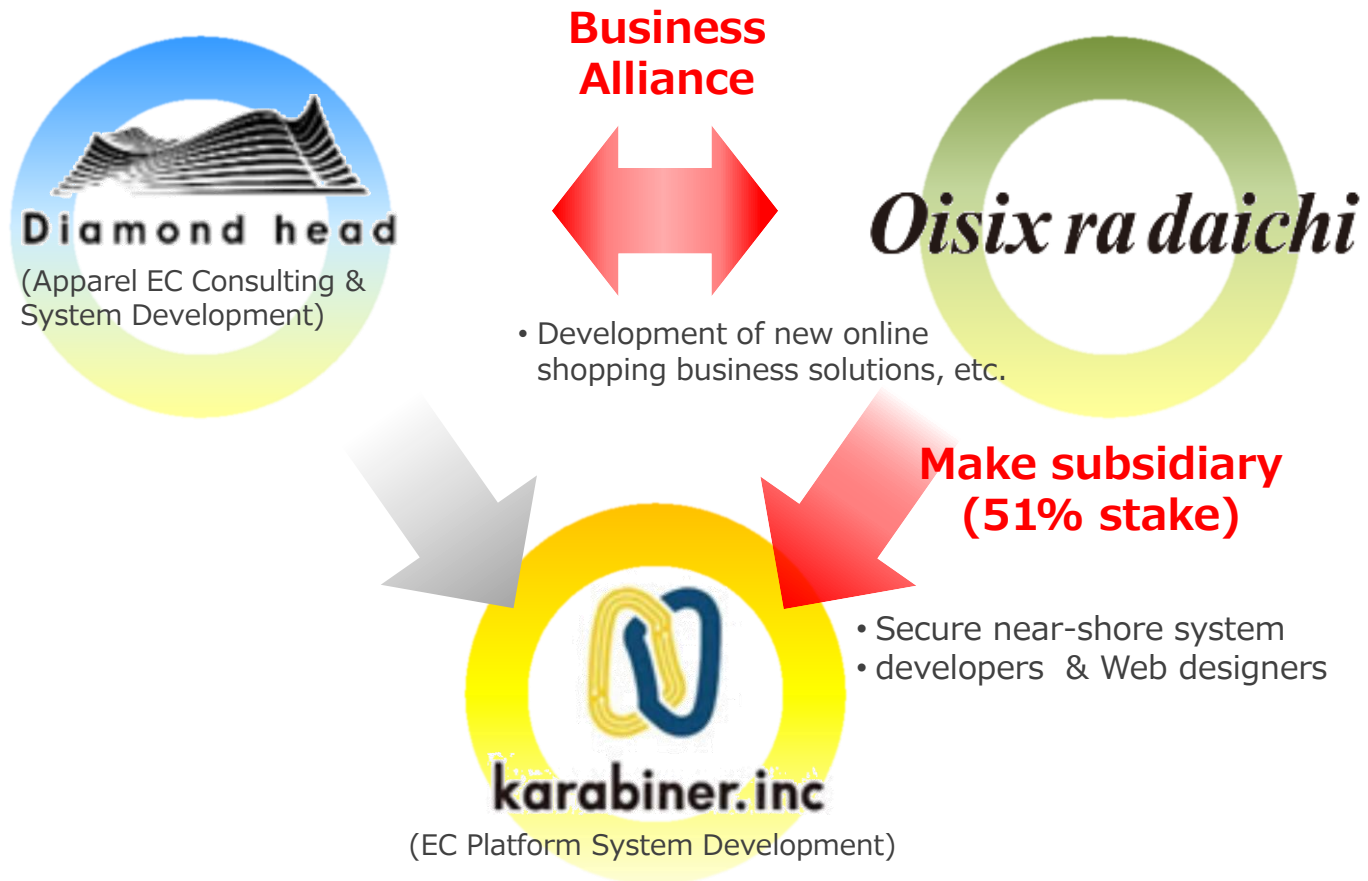 Business
Alliance
Diamond head
(Apparel EC Consulting &
System Development)
Oisix ra daichi
• Development of new online
shopping business solutions, etc.
Make subsidiary
(51% stake)
• Secure near-shore system
• developers & Web designers
karabiner.inc
(EC Platform System Development)